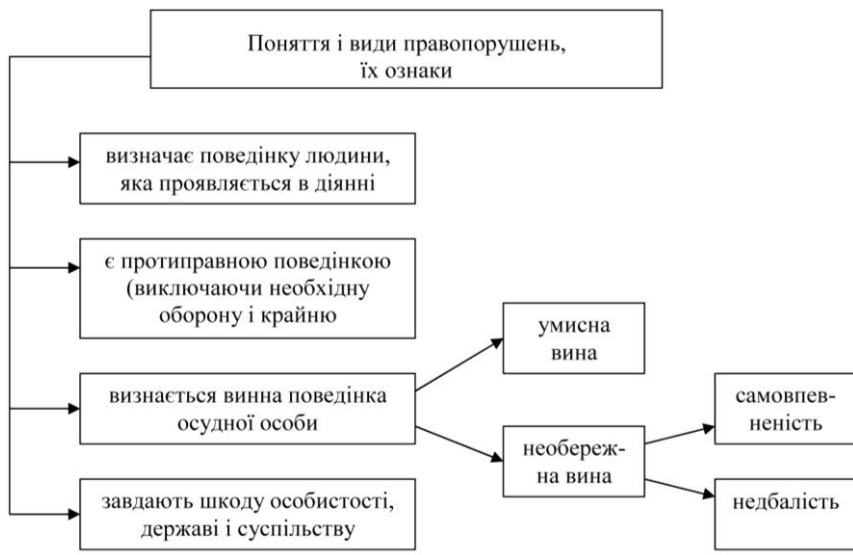 Поняття і види правопорушень,
їх ознаки
визначає поведінку людини,
яка проявляється в діянні
є протиправною поведінкою
(виключаючи необхідну
оборону і крайню
умисна
вина
визнається винна поведінка
осудної особи
самовпев-
неність
необереж-
на вина
недбалість
завдають шкоду особистості,
державі і суспільству